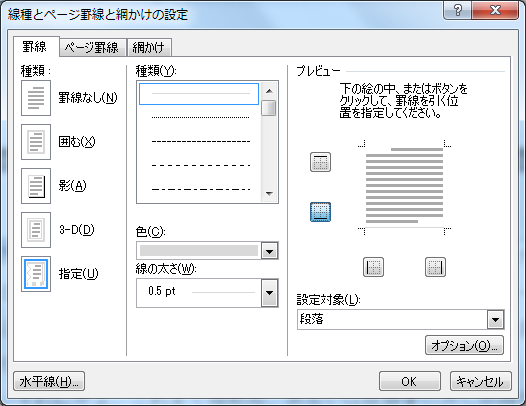 線種とページ罫線と網かけの設定
罫線
ページ罫線
網かけ
種類：
罫線なし(N)
囲む(X)
影(A)
3-D(D)
指定(U)
種類(Y):
色(C):
線の太さ(W):
0.5 pt
プレビュー
下の絵の中、またはボタンを
クリックして、罫線を引く位
置を指定してください。
設定対象(L):
段落
オプション(O)...
水平線(H)...
OK
キャンセル